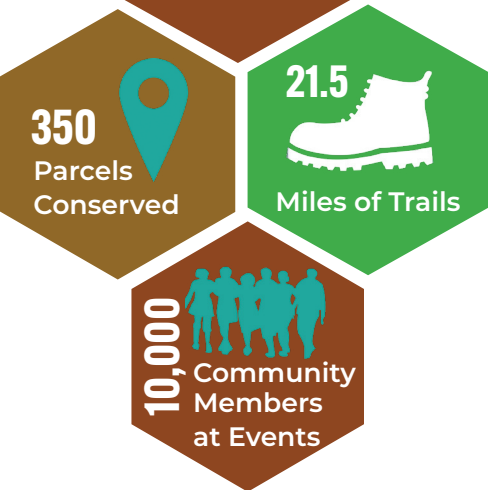 350
Parcels
Conserved
21.5
Miles of Trails
10,000
Community
Members
at Events